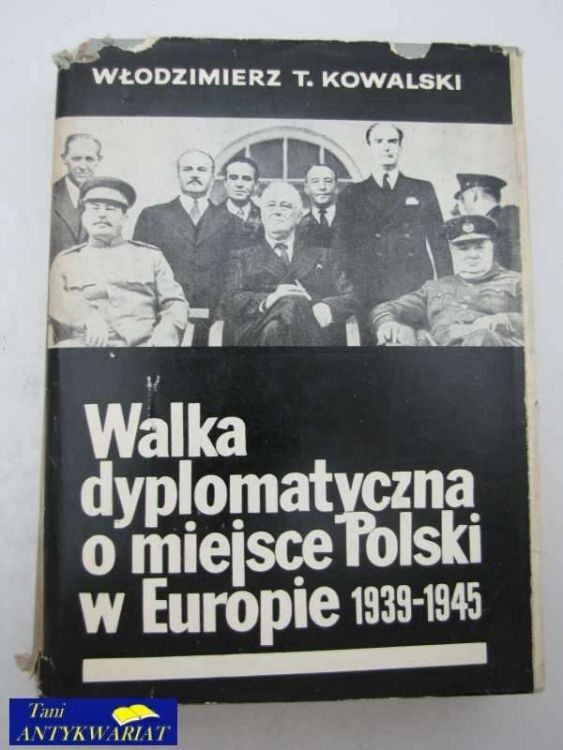 WŁODZIMIERZ T. KOWALSKI
Walka
dyplomatyczna
o miejsce Polski
w Europie 1939-1945
Tani
ANTYKWARIAT